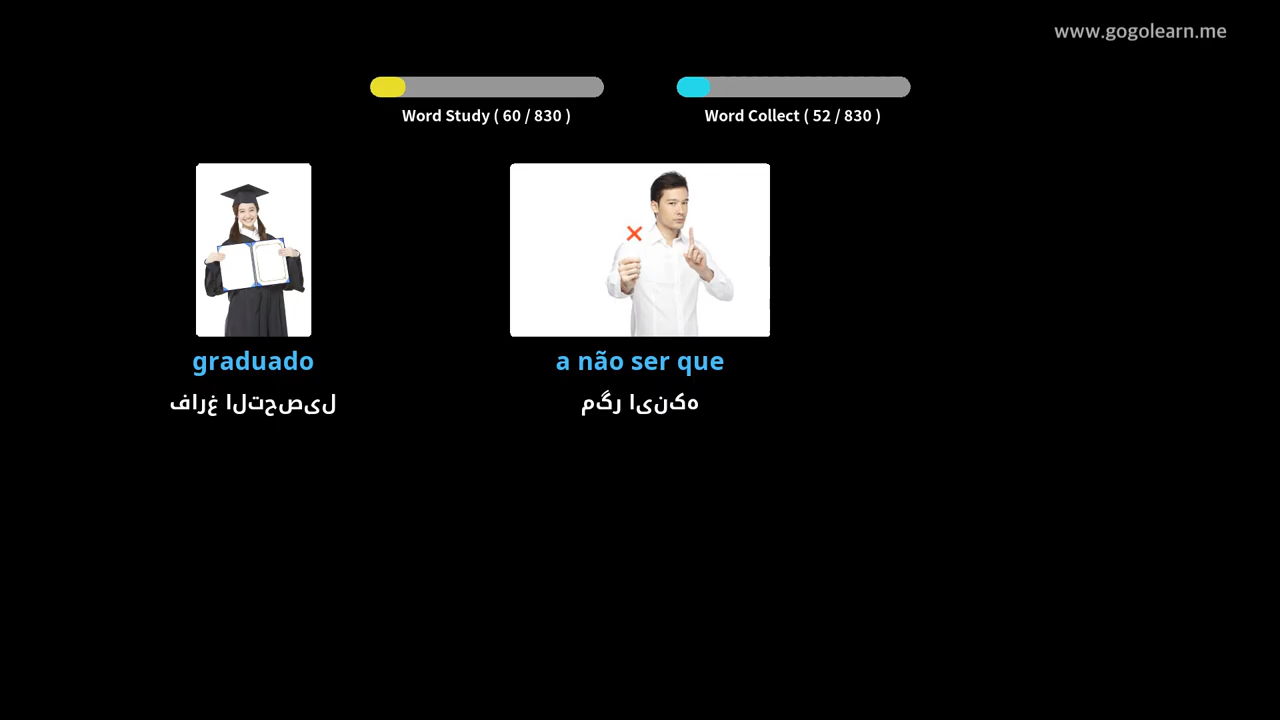 www.gogolearn.me
Word Study ( 60 / 830 )
Word Collect ( 52 / 830 )
graduado
فارغ التحصیل
a não ser que
مگر اینکه